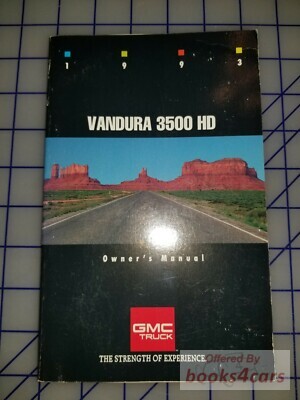 1 9 9 3
VANDURA 3500 HD
Owner's Manual
GMC
TRUCK
THE STRENGTH OF EXPERIENCE.
Offered By
books4cars